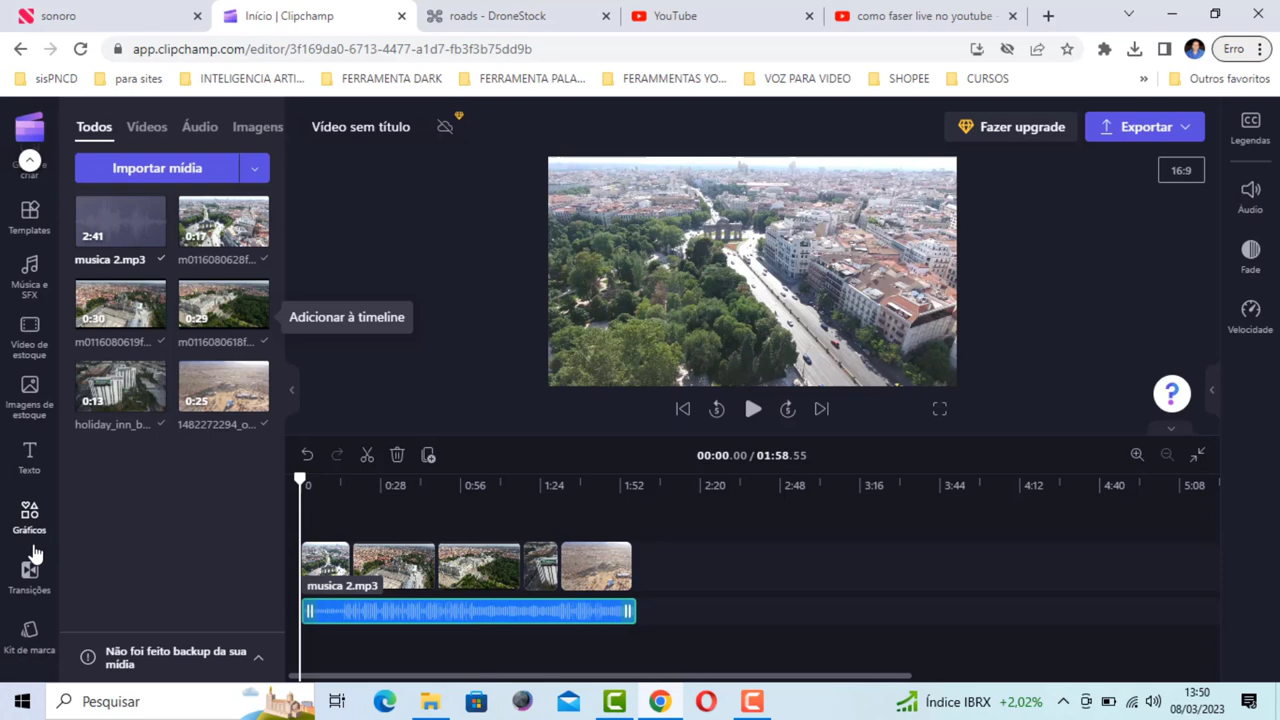 sonoro
Início | Clipchamp
roads - DroneStock
YouTube
como faser live no youtube -
app.clipchamp.com/editor/3f169da0-6713-4477-a1d7-fb3f3b75dd9b
Erro
sisPNCD
para sites
INTELIGENCIA ARTI...
FERRAMENTA DARK
FERRAMENTA PALA...
FERAMMENTAS YO...
VOZ PARA VIDEO
SHOPEE
CURSOS
»
Outros favoritos
criar
Templates
Música e
SFX
Vídeo de
estoque
Imagens de
estoque
Texto
Gráficos
Transições
Kit de marca
Todos
Vídeos
Áudio
Imagens
Importar mídia
2:41
0:17
musica 2.mp3
m0116080628f...
0:30
0:29
m0116080619f...
m0116080618f...
0:13
0:25
holiday_inn_b...
1482272294_o...
Adicionar à timeline
Não foi feito backup da sua
mídia
Vídeo sem título
Fazer upgrade
Exportar
16:9
Legendas
Áudio
Fade
Velocidade
?
00:00.00 / 01:58.55
0
0:28
0:56
1:24
1:52
2:20
2:48
3:16
3:44
4:12
4:40
5:08
musica 2.mp3
Pesquisar
Índice IBRX
+2,02%
13:50
08/03/2023